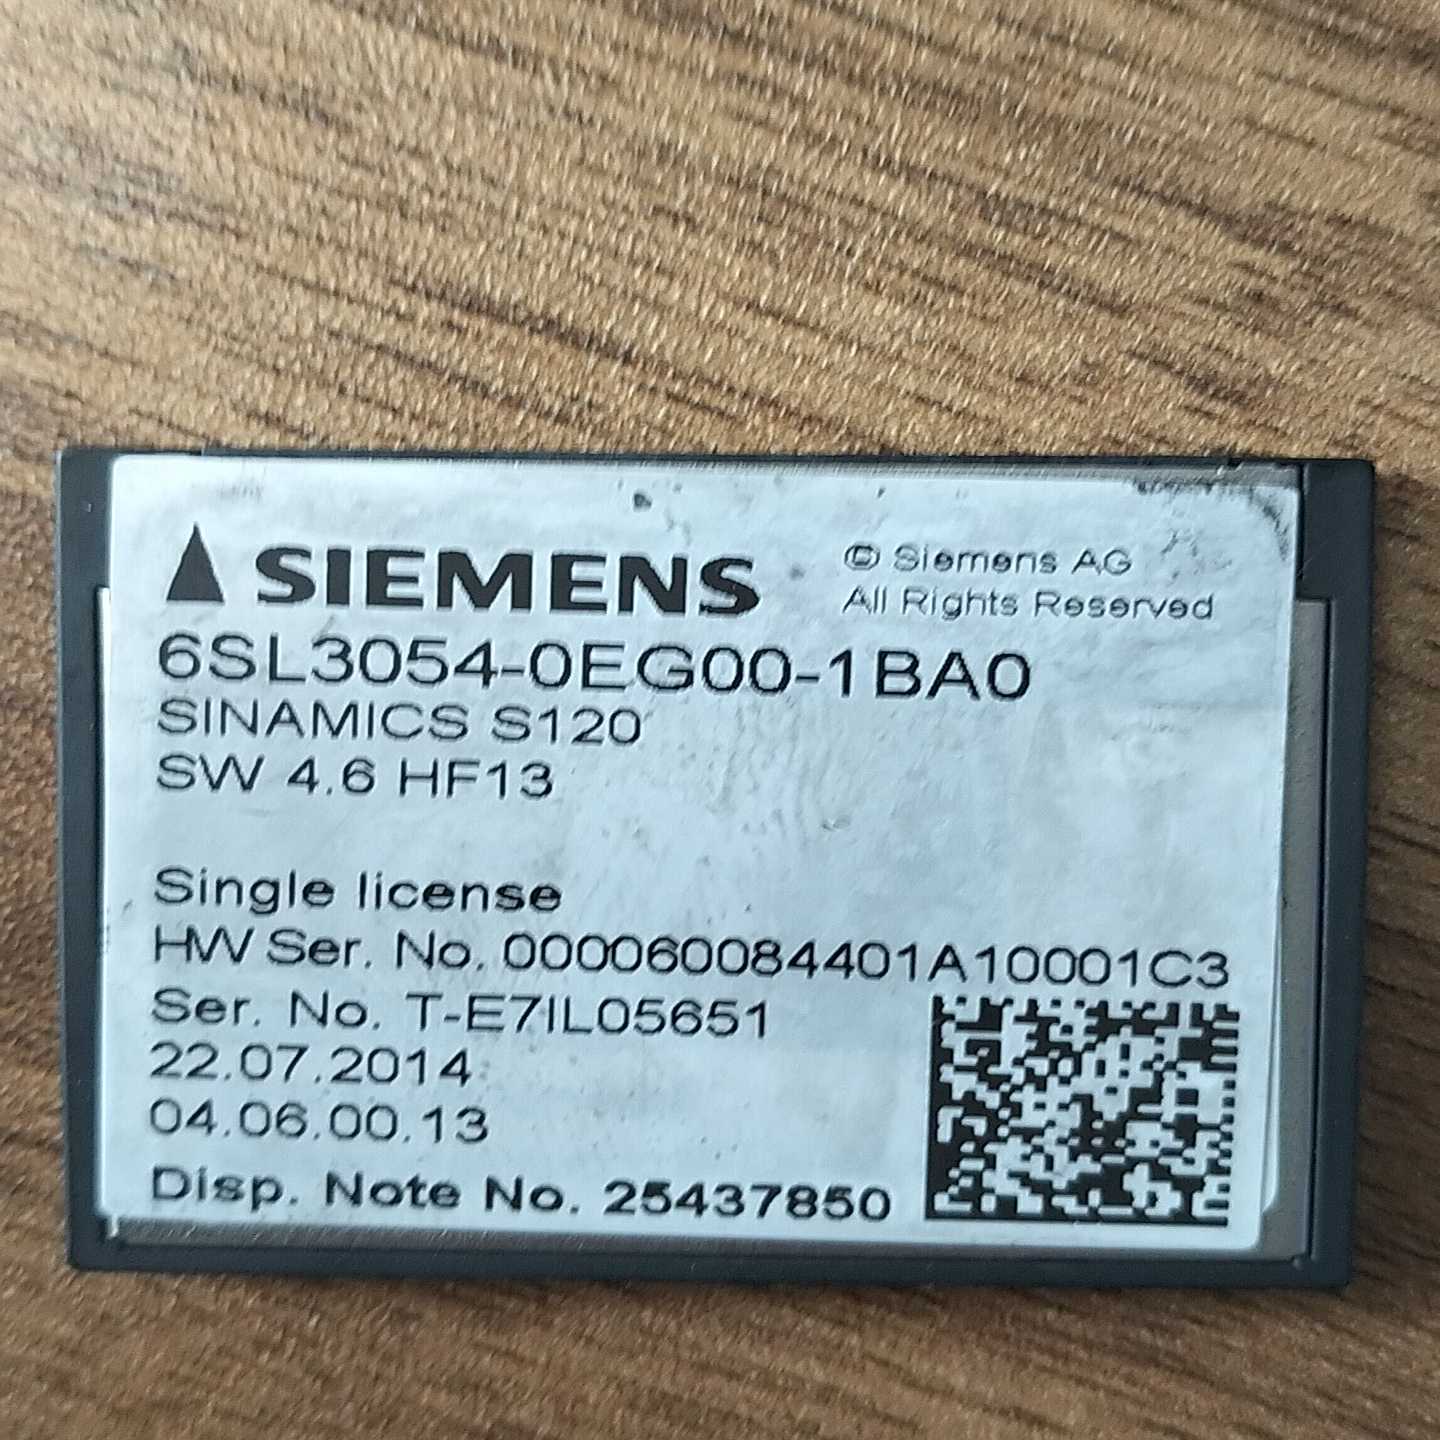 SIEMENS
© Siemens AG
All Rights Reserved
6SL3054-0EG00-1BA0
SINAMICS S120
SW 4.6 HF13
Single license
HW Ser. No. 000060084401A10001C3
Ser. No. T-E7IL05651
22.07.2014
04.06.00.13
Disp. Note No. 25437850